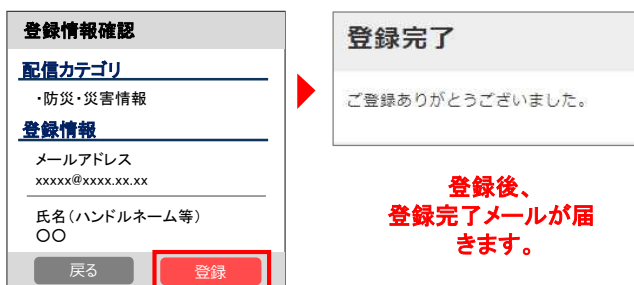 登録情報確認
配信カテゴリ
・防災・災害情報
登録情報
メールアドレス
xxxxx@xxxx.xx.xx
氏名(ハンドルネーム等)
〇〇
戻る
登録
登録完了
ご登録ありがとうございました。
登録後、
登録完了メールが届
きます。